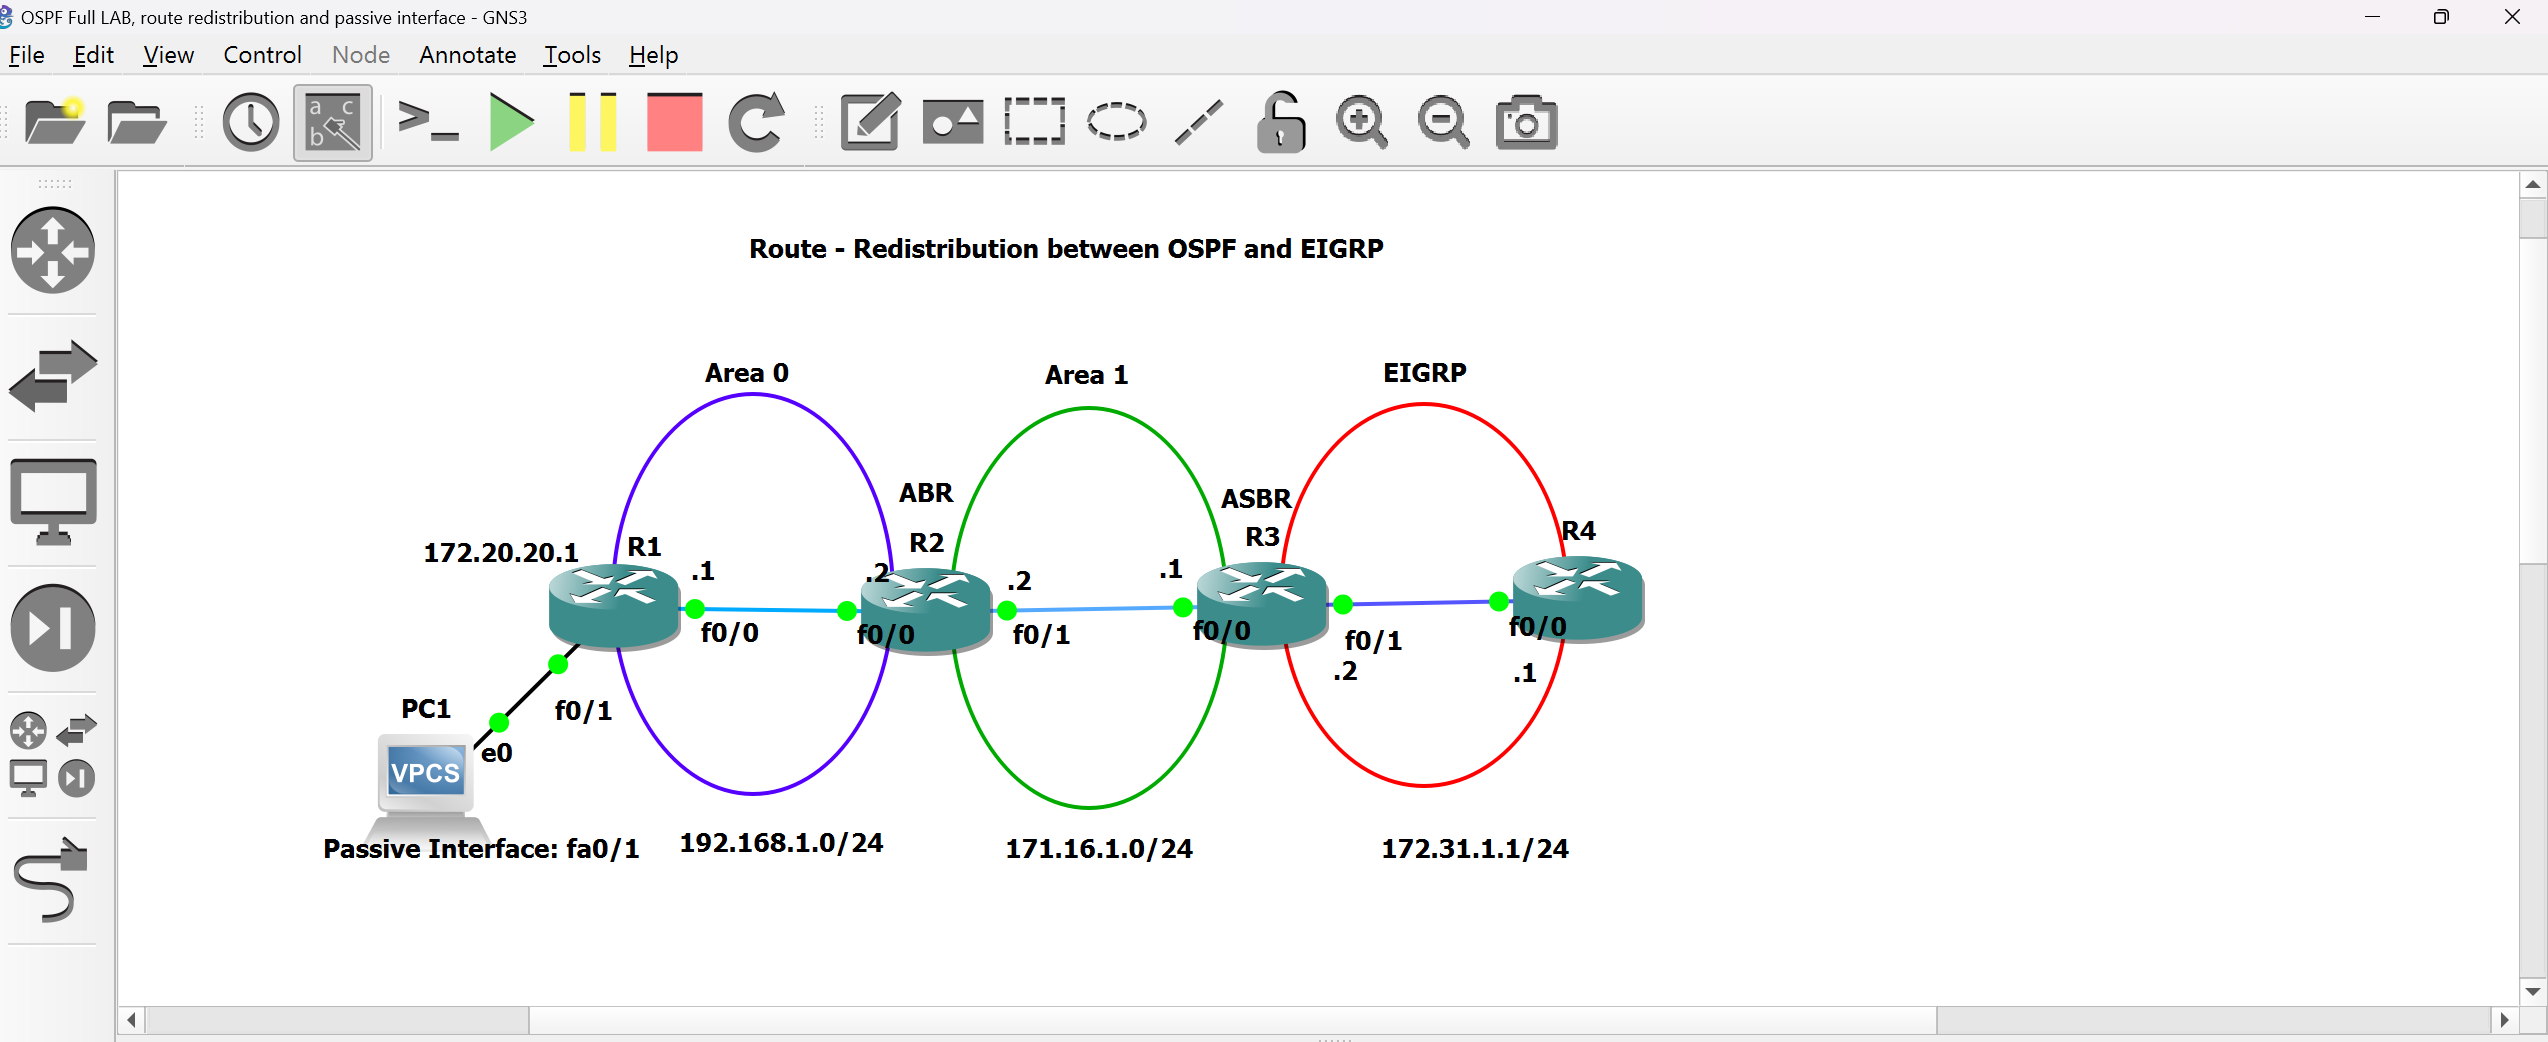 OSPF Full LAB, route redistribution and passive interface - GNS3
File Edit View Control Node Annotate Tools Help
a c
b
>_
Route - Redistribution between OSPF and EIGRP
Area 0
Area 1
EIGRP
ABR
ASBR
172.20.20.1
R1
R2
R3
R4
.1
.2
.2
.1
f0/0
f0/0
f0/1
f0/0
f0/1
f0/0
.2
.1
PC1
f0/1
e0
VPCS
Passive Interface: fa0/1
192.168.1.0/24
171.16.1.0/24
172.31.1.1/24